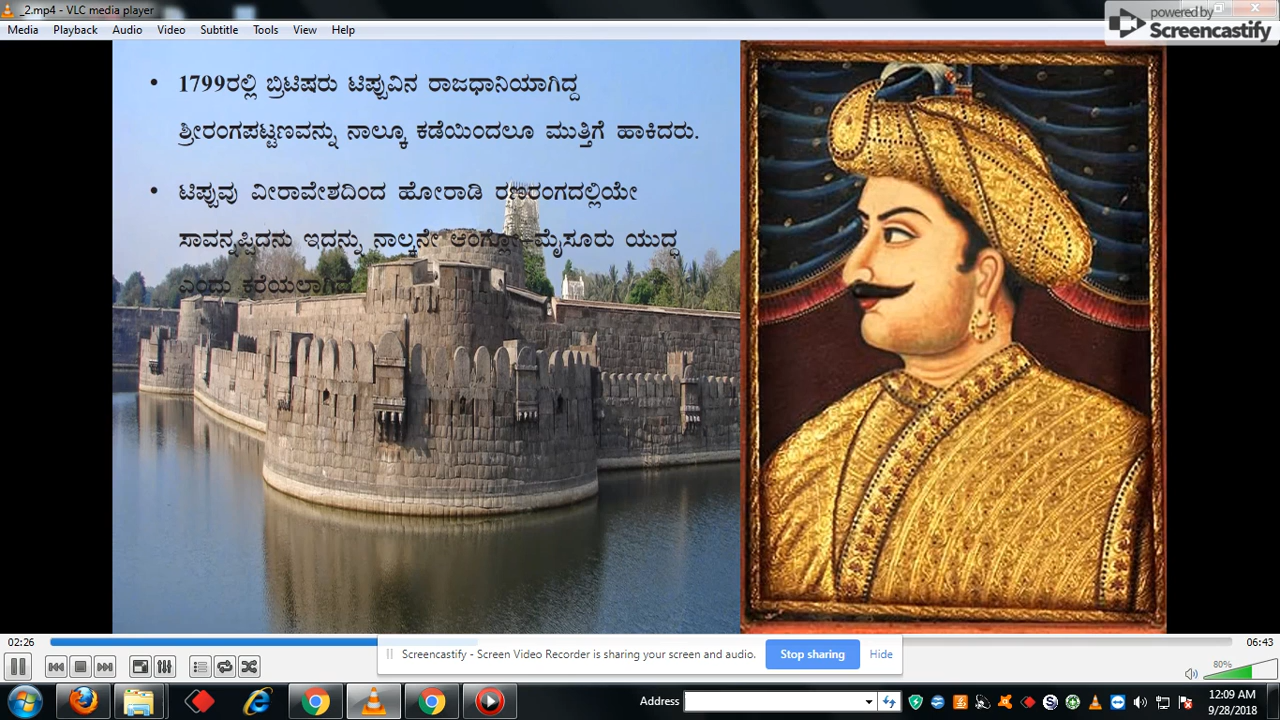 _2.mp4 - VLC media player
powered by
Screencastify
Media Playback Audio Video Subtitle Tools View Help
• 1799ರಲ್ಲಿ ಬ್ರಿಟಿಷರು ಟಿಪ್ಪುವಿನ ರಾಜಧಾನಿಯಾಗಿದ್ದ
ಶ್ರೀರಂಗಪಟ್ಟಣವನ್ನು ನಾಲ್ಕೂ ಕಡೆಯಿಂದಲೂ ಮುತ್ತಿಗೆ ಹಾಕಿದರು.
• ಟಿಪ್ಪುವು ವೀರಾವೇಶದಿಂದ ಹೋರಾಡಿ ರಣರಂಗದಲ್ಲಿಯೇ
ಸಾವನ್ನಪ್ಪಿದನು ಇದನ್ನು ನಾಲ್ಕನೇ ಆಂಗ್ಲೋ-ಮೈಸೂರು ಯುದ್ಧ
ಎಂದು ಕರೆಯಲಾಗಿದೆ
02:26
06:43
Screencastify - Screen Video Recorder is sharing your screen and audio.
Stop sharing
Hide
80%
Address
12:09 AM
9/28/2018